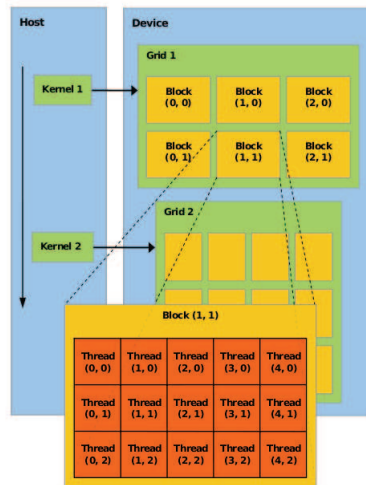 Host
Device
Grid 1
Kernel 1
Block
(0, 0)
Block
(1, 0)
Block
(2, 0)
Block
(0, 1)
Block
(1, 1)
Block
(2, 1)
Grid 2
Kernel 2
Block (1, 1)
Thread
(0, 0)
Thread
(1, 0)
Thread
(2, 0)
Thread
(3, 0)
Thread
(4, 0)
Thread
(0, 1)
Thread
(1, 1)
Thread
(2, 1)
Thread
(3, 1)
Thread
(4, 1)
Thread
(0, 2)
Thread
(1, 2)
Thread
(2, 2)
Thread
(3, 2)
Thread
(4, 2)